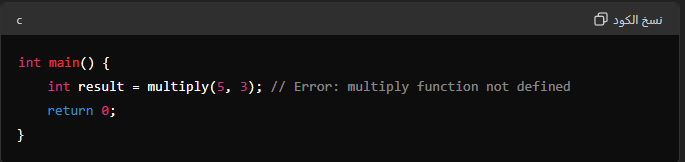 c نسخ الكود
int main() {
    int result = multiply(5, 3); // Error: multiply function not defined
    return 0;
}